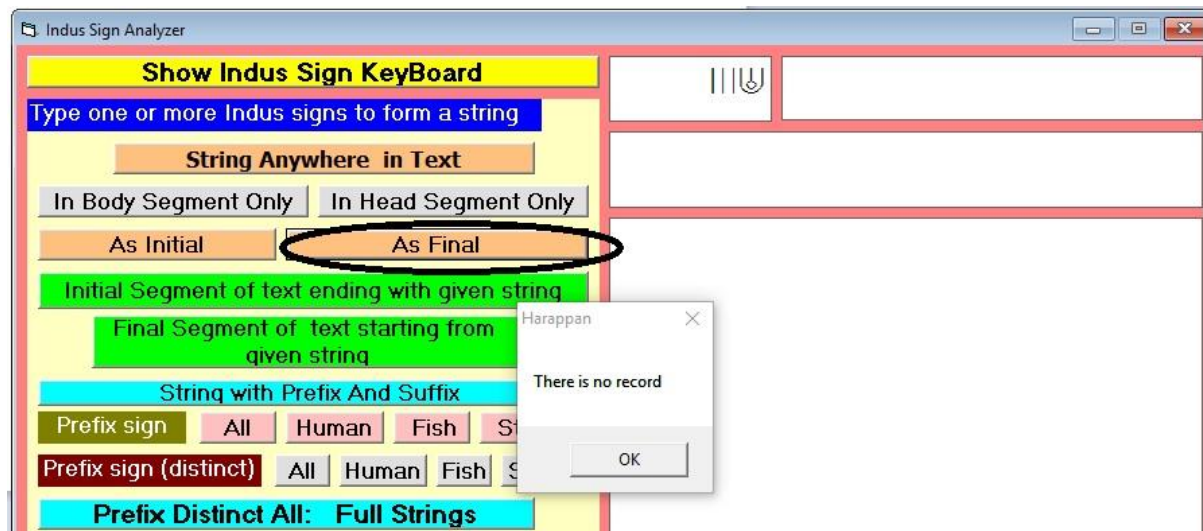 Indus Sign Analyzer
Show Indus Sign KeyBoard
Type one or more Indus signs to form a string
String Anywhere in Text
In Body Segment Only In Head Segment Only
As Initial As Final
Initial Segment of text ending with given string
Final Segment of text starting from
given string
Harappan
There is no record
OK
String with Prefix And Suffix
Prefix sign All Human Fish
Prefix sign (distinct) All Human Fish
Prefix Distinct All: Full Strings